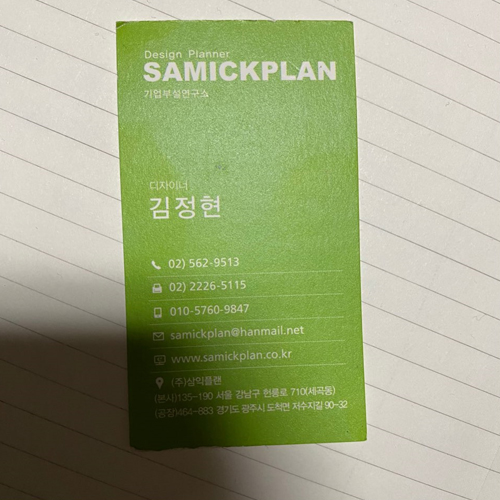 Design Planner
SAMICKPLAN
기업부설연구소
디자이너
김정현
02) 562-9513
02) 2226-5115
010-5760-9847
samickplan@hanmail.net
www.samickplan.co.kr
(주)삼익플랜
(본사)135-190 서울 강남구 헌릉로 710(세곡동)
(공장)464-883 경기도 광주시 도척면 저수지길 90-32